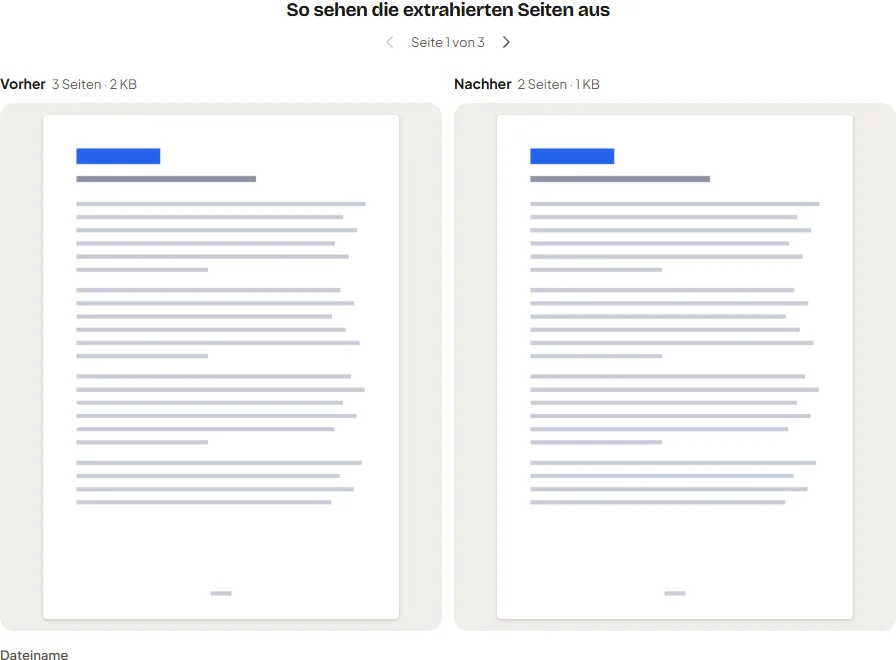 So sehen die extrahierten Seiten aus
Seite 1 von 3
Vorher 3 Seiten · 2 KB
Nachher 2 Seiten · 1 KB
Dateiname